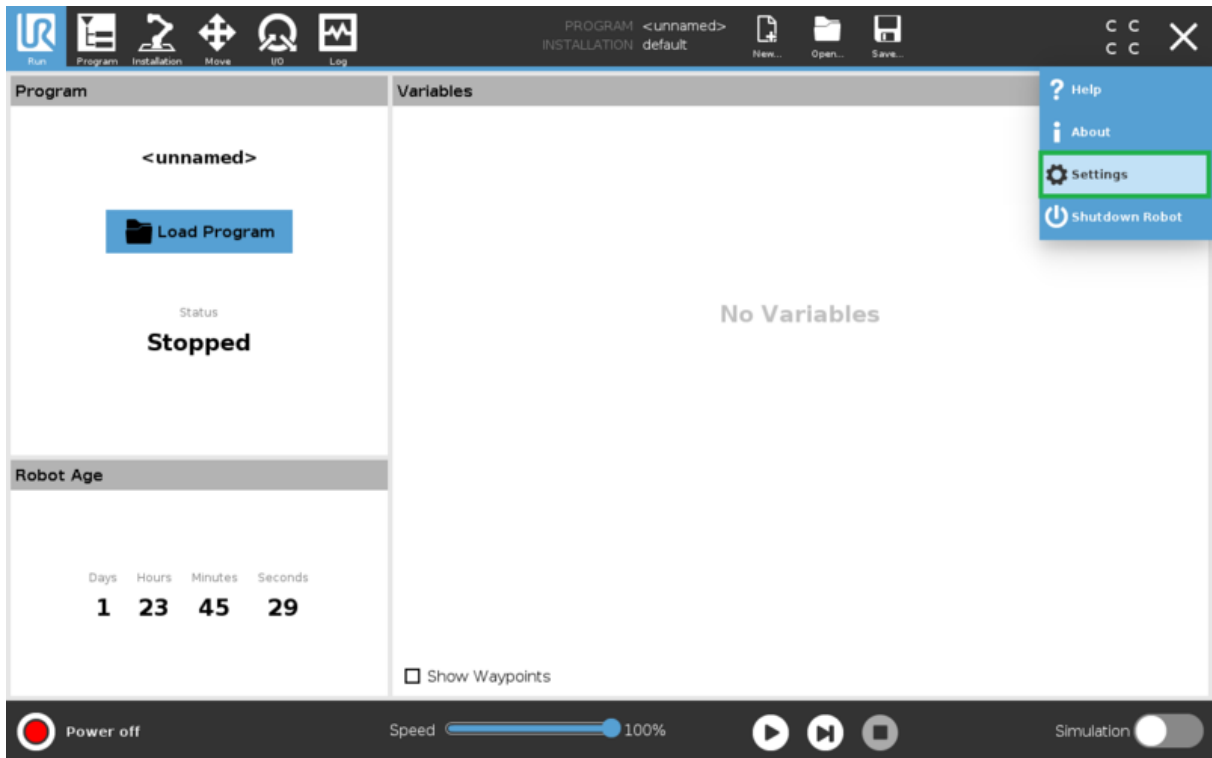 UR
Run Program Installation Move I/O Log
PROGRAM <unnamed>
INSTALLATION default
New... Open... Save...
C C
C C
Program
Variables
? Help
i About
Settings
Shutdown Robot
<unnamed>
Load Program
Status
Stopped
No Variables
Robot Age
Days Hours Minutes Seconds
1 23 45 29
Show Waypoints
Power off
Speed 100%
Simulation